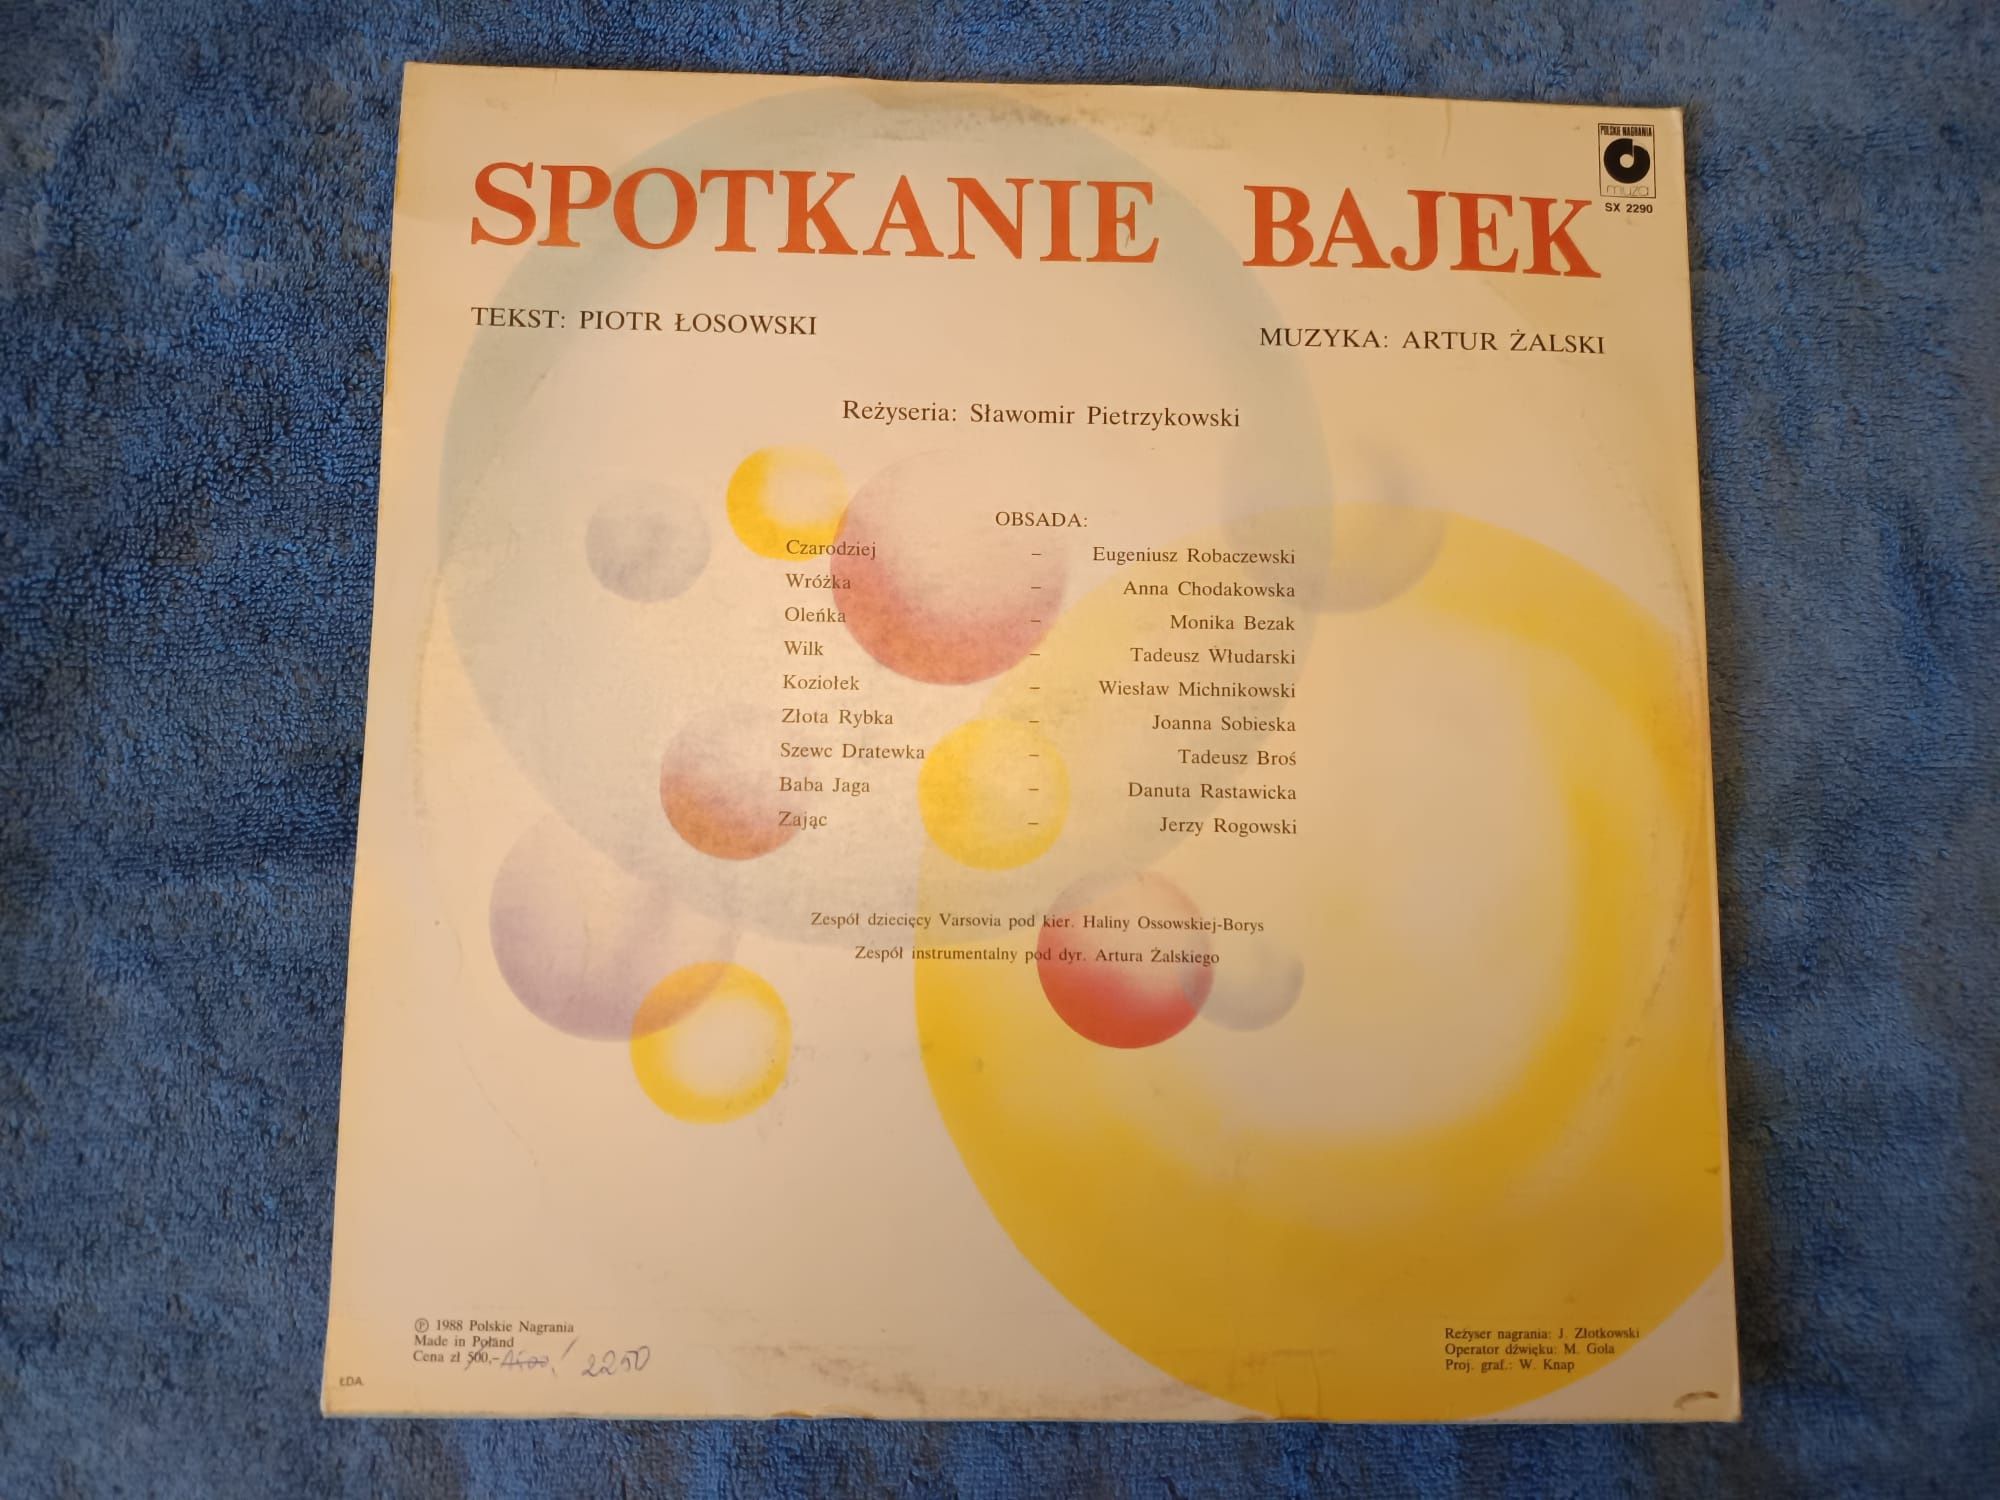 POLSKIE NAGRANIA
muza
SX 2290
SPOTKANIE BAJEK
TEKST: PIOTR ŁOSOWSKI
MUZYKA: ARTUR ŻALSKI
Reżyseria: Sławomir Pietrzykowski
OBSADA:
Czarodziej – Eugeniusz Robaczewski
Wróżka – Anna Chodakowska
Oleńka – Monika Bezak
Wilk – Tadeusz Włudarski
Koziołek – Wiesław Michnikowski
Złota Rybka – Joanna Sobieska
Szewc Dratewka – Tadeusz Broś
Baba Jaga – Danuta Rastawicka
Zając – Jerzy Rogowski
Zespół dziecięcy Varsovia pod kier. Haliny Ossowskiej-Borys
Zespół instrumentalny pod dyr. Artura Żalskiego
Ⓟ 1988 Polskie Nagrania
Made in Poland
Cena zł 500,- 2250
ŁDA
Reżyser nagrania: J. Złotkowski
Operator dźwięku: M. Gola
Proj. graf.: W. Knap